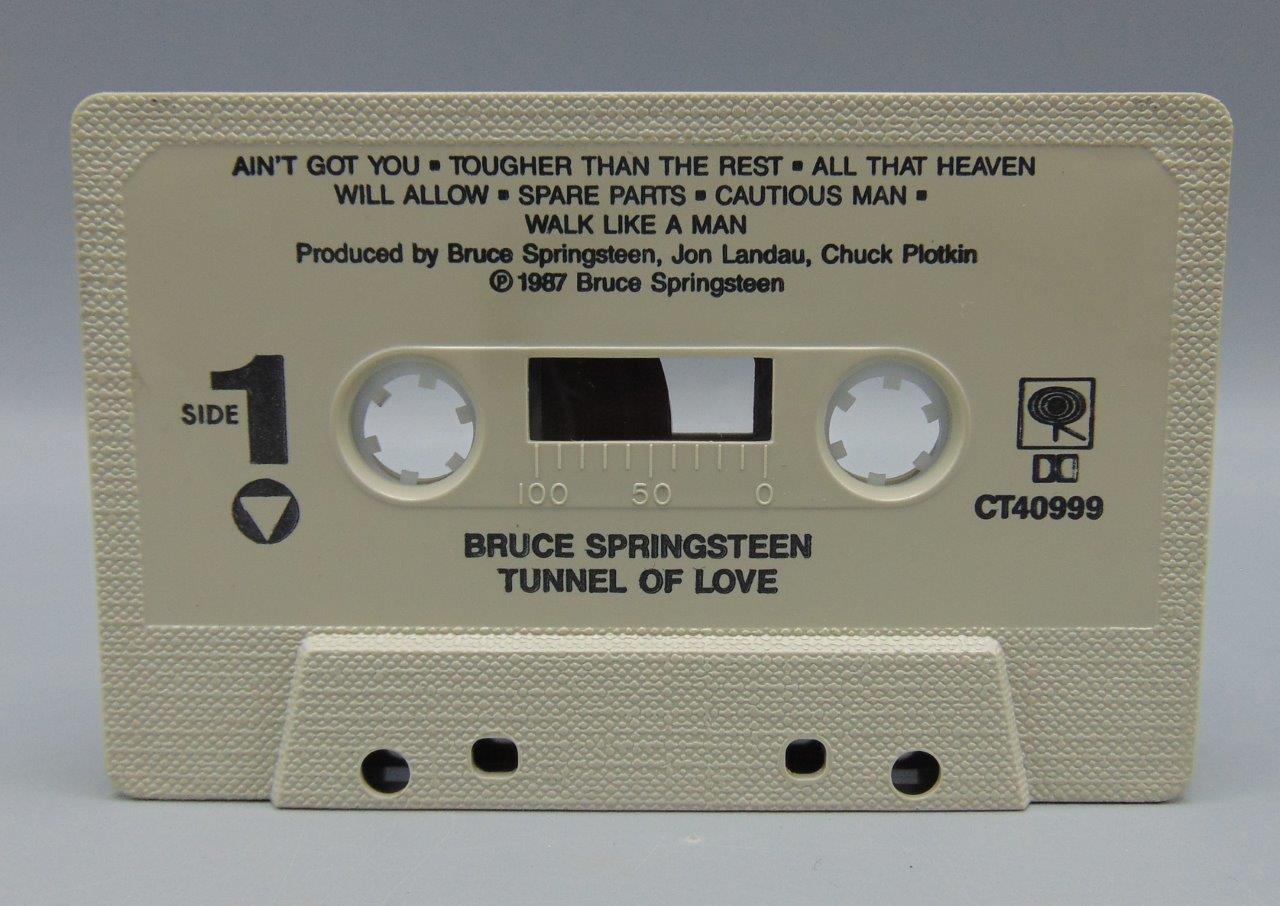 AIN'T GOT YOU ▪ TOUGHER THAN THE REST ▪ ALL THAT HEAVEN
WILL ALLOW ▪ SPARE PARTS ▪ CAUTIOUS MAN ▪
WALK LIKE A MAN
Produced by Bruce Springsteen, Jon Landau, Chuck Plotkin
℗ 1987 Bruce Springsteen
SIDE 1
100 50 0
CT40999
BRUCE SPRINGSTEEN
TUNNEL OF LOVE